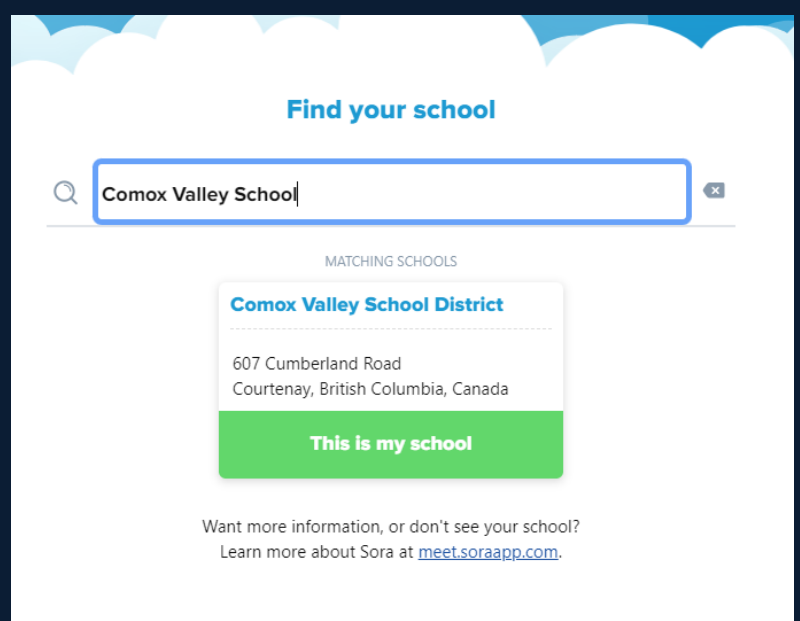 Find your school
Comox Valley School
MATCHING SCHOOLS
Comox Valley School District
607 Cumberland Road
Courtenay, British Columbia, Canada
This is my school
Want more information, or don't see your school?
Learn more about Sora at meet.soraapp.com.